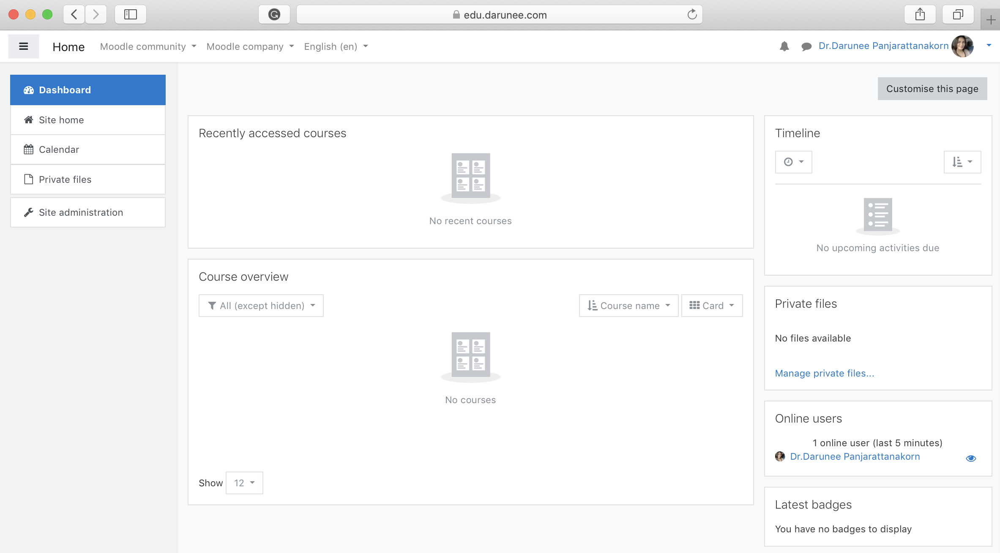 edu.darunee.com
Home Moodle community Moodle company English (en) Dr.Darunee Panjarattanakorn
Dashboard
Site home
Calendar
Private files
Site administration
Customise this page
Recently accessed courses
No recent courses
Course overview
All (except hidden) Course name Card
No courses
Show 12
Timeline
No upcoming activities due
Private files
No files available
Manage private files...
Online users
1 online user (last 5 minutes)
Dr.Darunee Panjarattanakorn
Latest badges
You have no badges to display